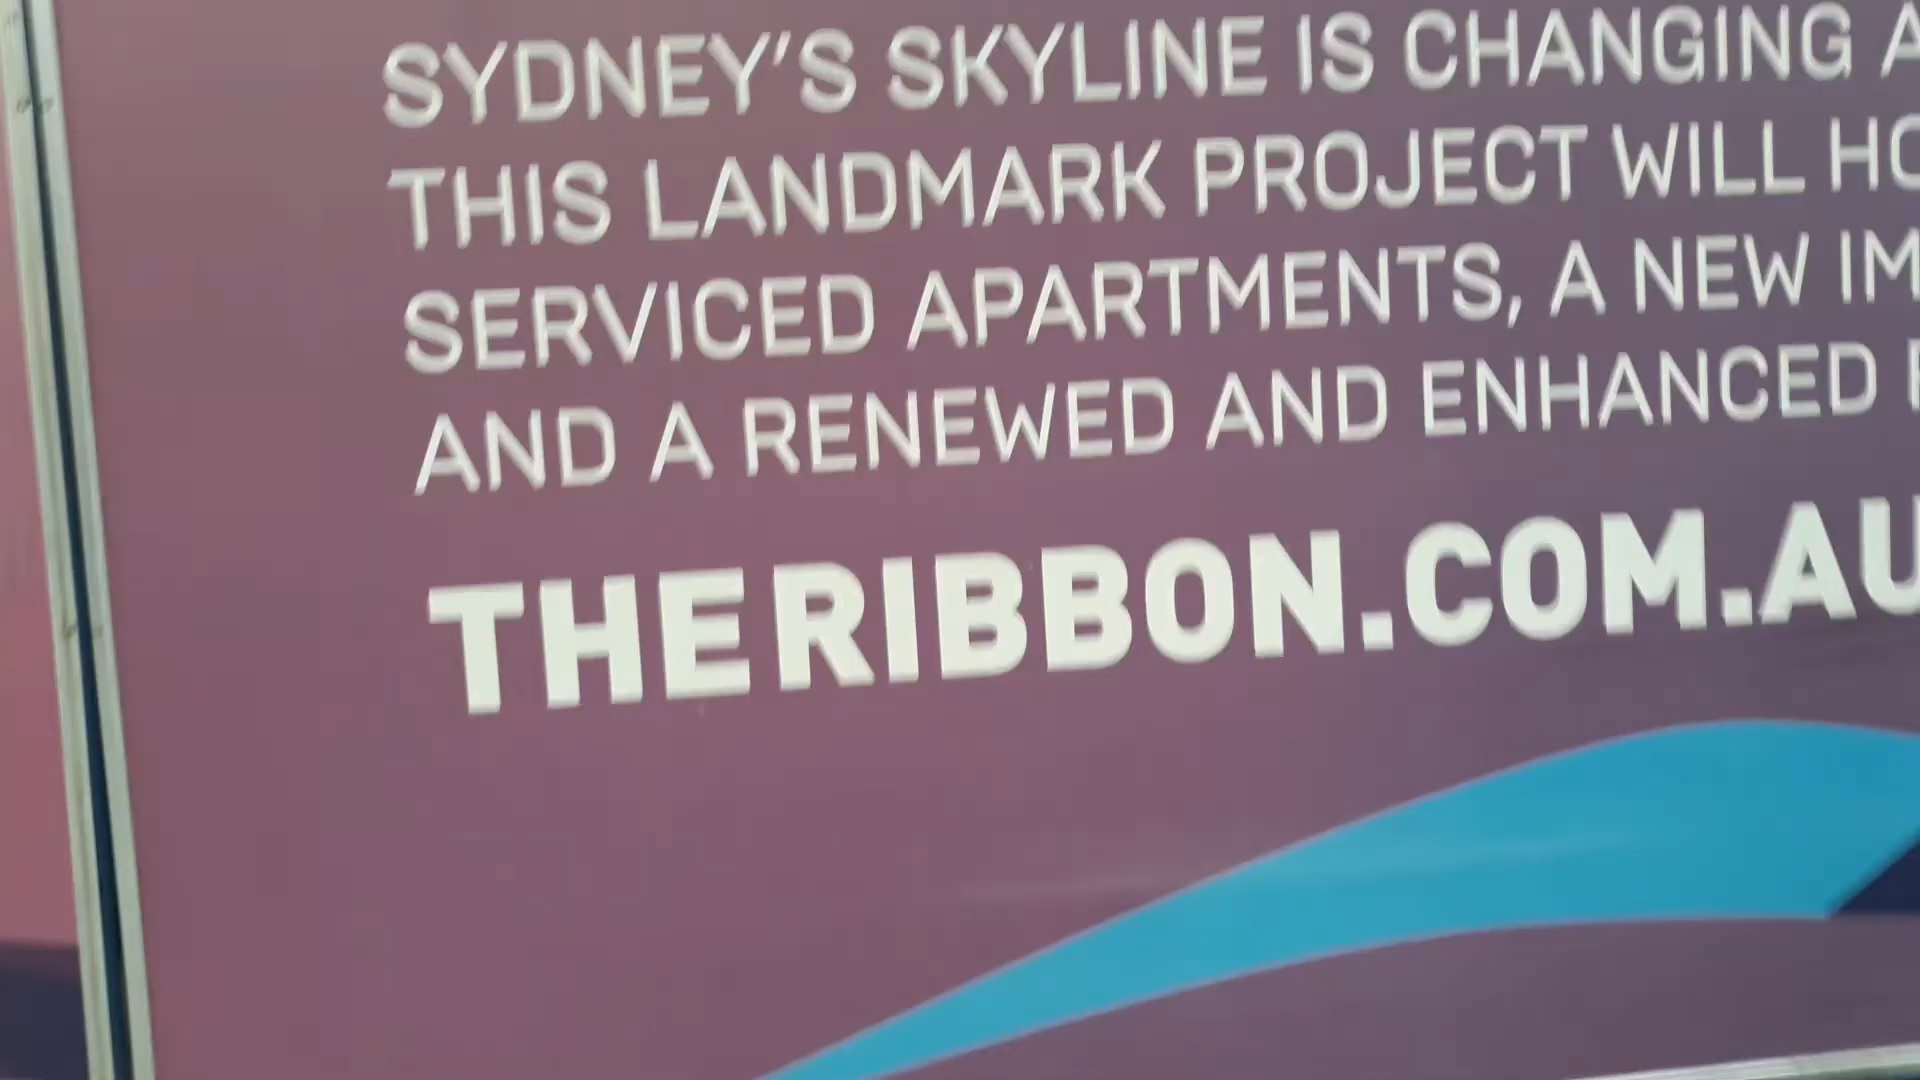 SYDNEY'S SKYLINE IS CHANGING
THIS LANDMARK PROJECT WILL
SERVICED APARTMENTS, A NEW
AND A RENEWED AND ENHANCED
THERIBBON.COM.AU